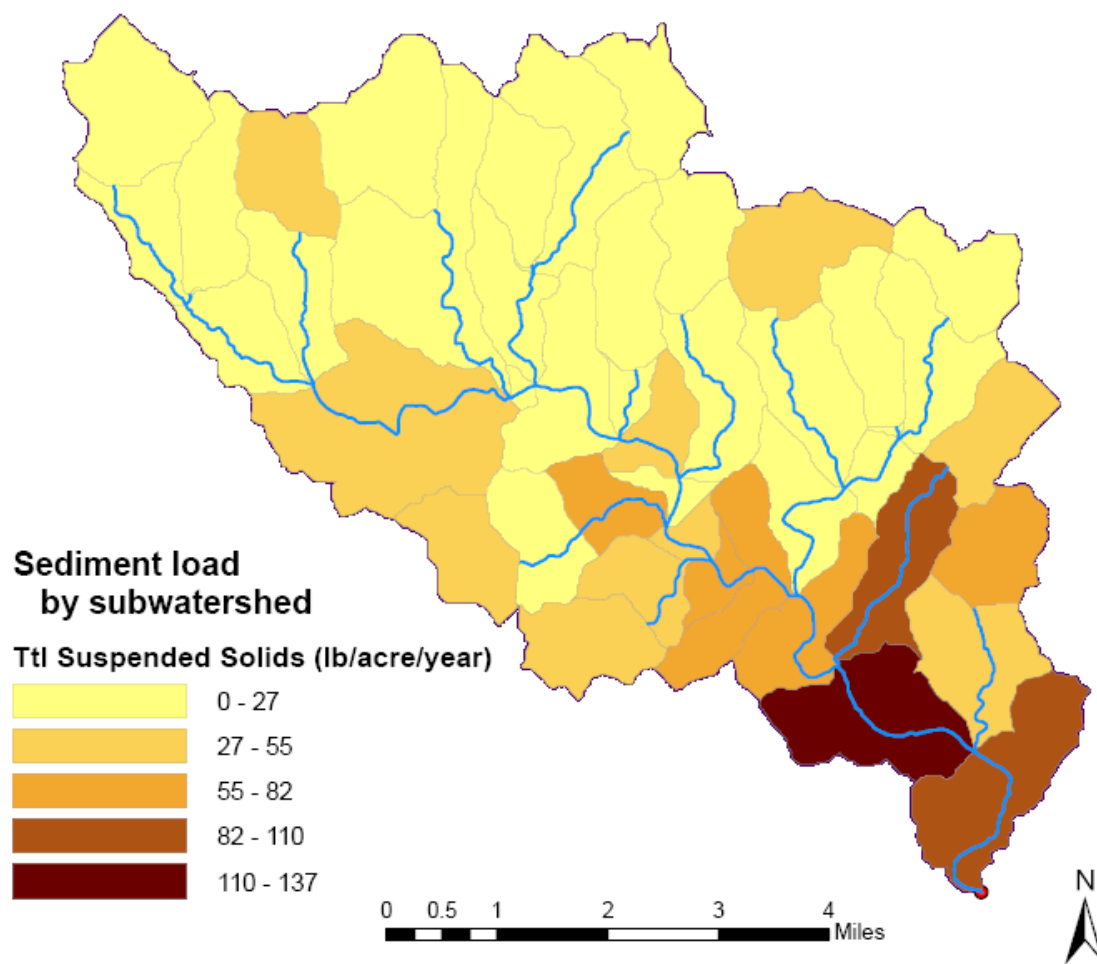 Sediment load
by subwatershed
Ttl Suspended Solids (lb/acre/year)
0 - 27
27 - 55
55 - 82
82 - 110
110 - 137
0 0.5 1 2 3 4
Miles
N